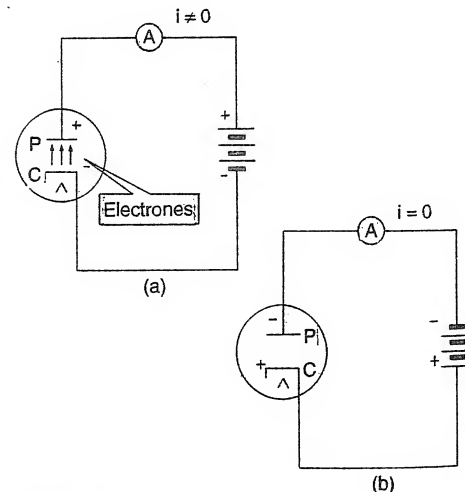 i ≠ 0
A
+
P
+
C
-
-
Electrones
(a)
i = 0
A
-
P
-
+
C
+
(b)